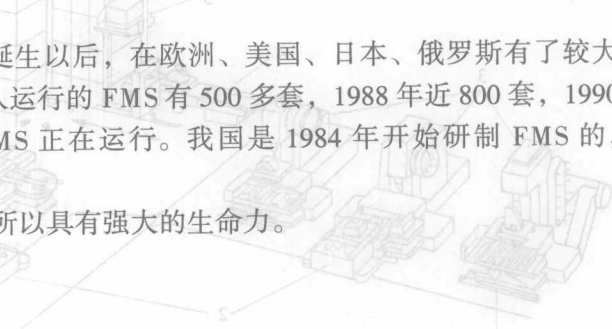 诞生以后，在欧洲、美国、日本、俄罗斯有了较大
运行的 FMS 有 500 多套，1988 年近 800 套，1990
MS 正在运行。我国是 1984 年开始研制 FMS 的
所以具有强大的生命力。